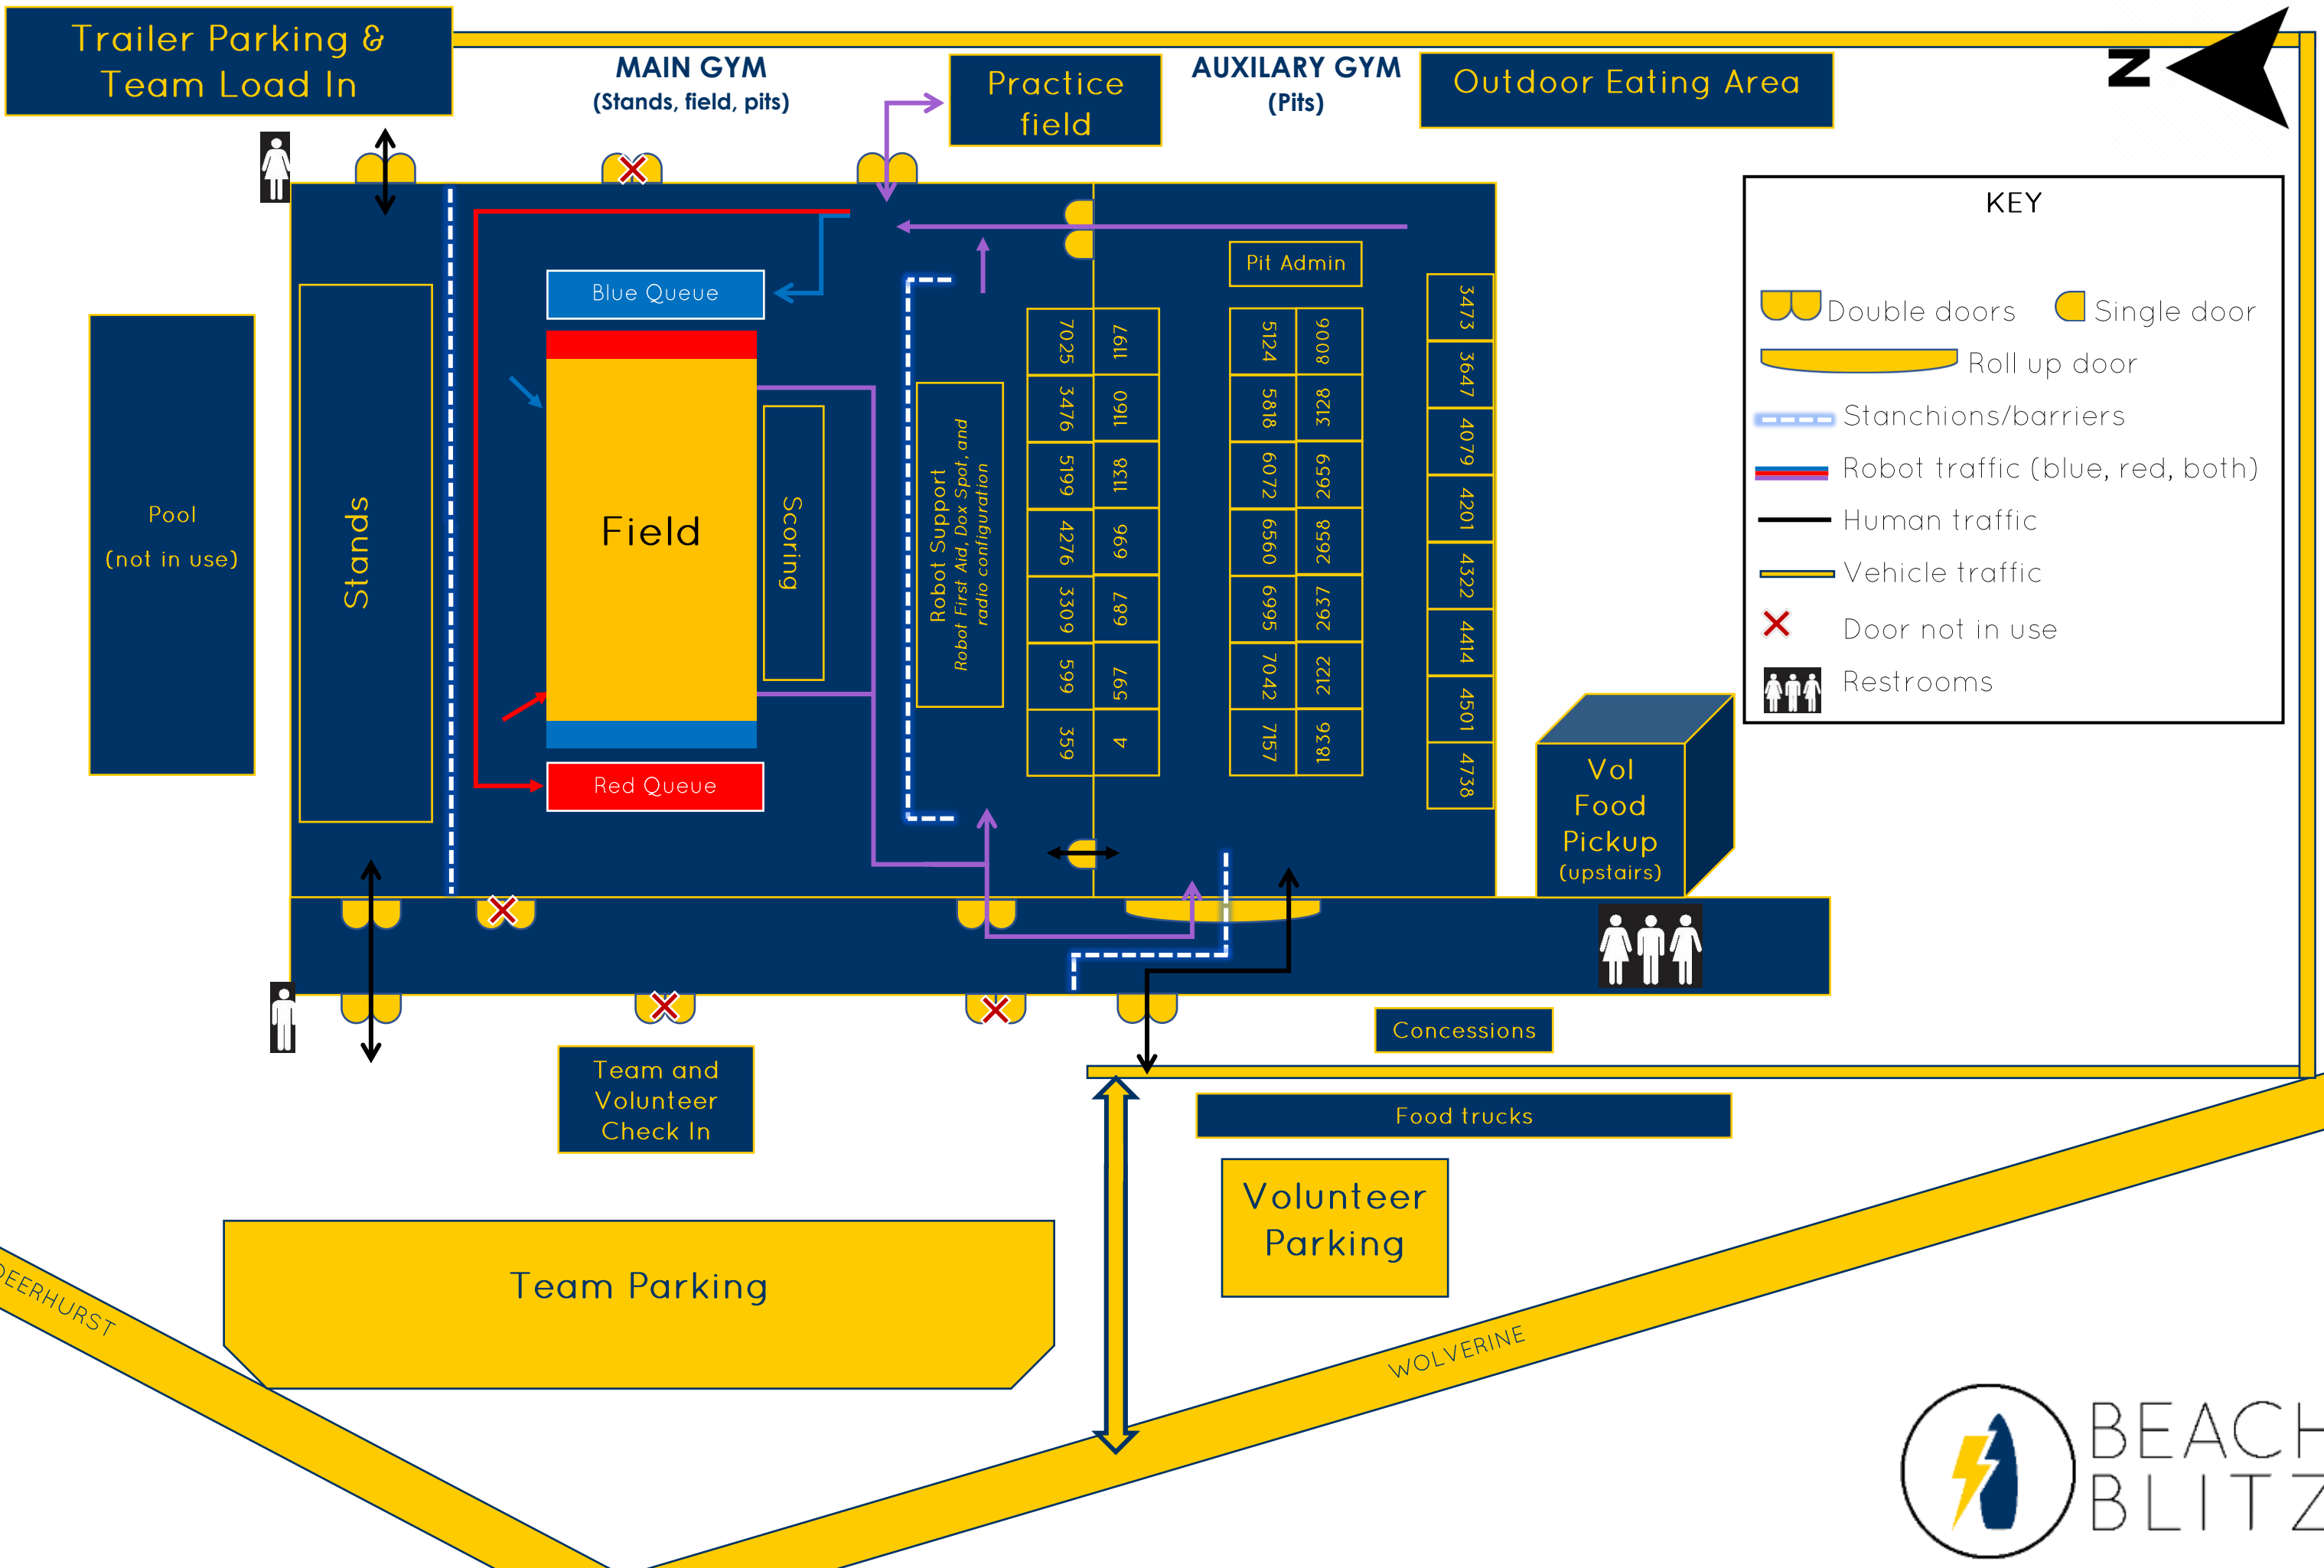 Trailer Parking &
Team Load In
MAIN GYM
(Stands, field, pits)
Practice
field
AUXILARY GYM
(Pits)
Outdoor Eating Area
N
KEY
Double doors
Single door
Roll up door
Stanchions/barriers
Robot traffic (blue, red, both)
Human traffic
Vehicle traffic
Door not in use
Restrooms
Pool
(not in use)
Stands
Blue Queue
Field
Red Queue
Scoring
Robot Support
Robot First Aid, Dox Spot, and
radio configuration
7025
3476
5199
4276
3309
599
359
1197
1160
1138
696
687
597
4
Pit Admin
5124
5818
6072
6560
6995
7042
7157
8006
3128
2659
2658
2637
2122
1836
3473
3647
4079
4201
4322
4414
4501
4738
Vol
Food
Pickup
(upstairs)
Team and
Volunteer
Check In
Concessions
Food trucks
Volunteer
Parking
Team Parking
DEERHURST
WOLVERINE
BEACH
BLITZ